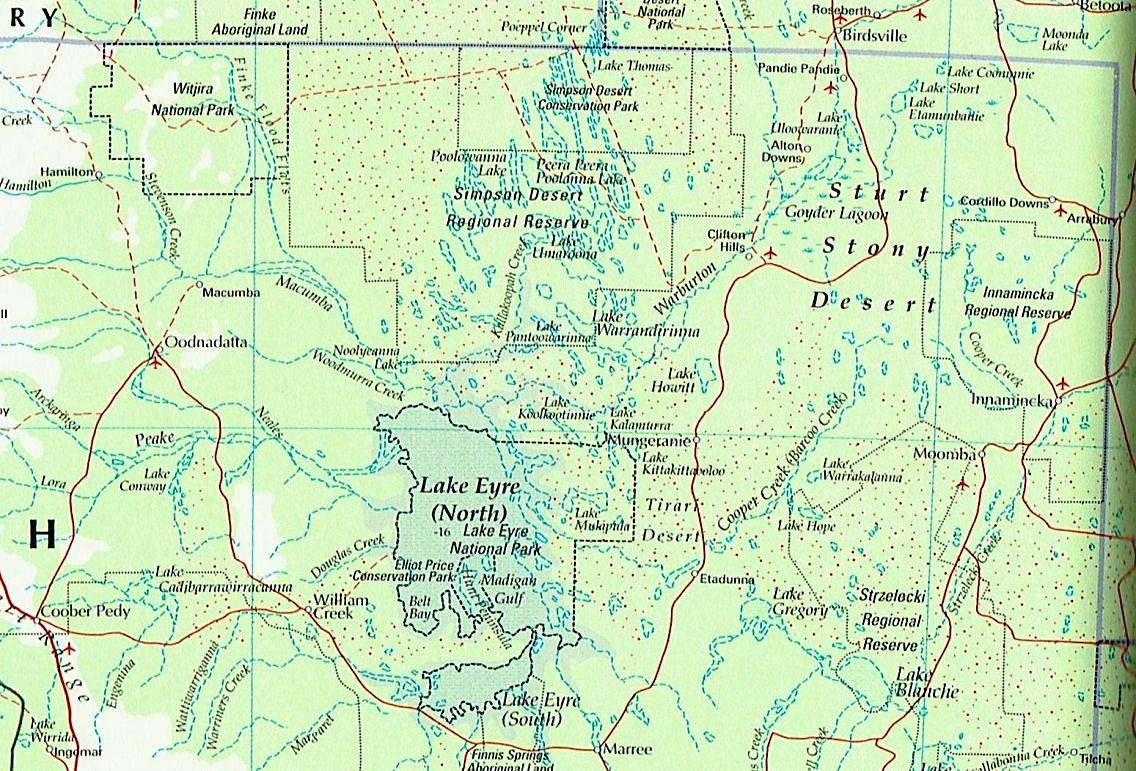 R Y
Finke
Aboriginal Land
Poeppel Corner
National
Park
Creek
Roseberth
Birdsville
Betoota
Moonda
Lake
Witjira
National Park
Finke Flood Flats
Lake Thomas
Simpson Desert
Conservation Park
Pandie Pandie
Lake Coonunnie
Lake Short
Lake
Etamunbanie
Creek
Lake
Uloowaranie
Alton
Downs
Hamilton
Hamilton
Stevenson Creek
Poolowanna
Lake
Peera Peera
Poolanna Lake
Simpson Desert
Regional Reserve
Lake
Umaroona
Kallakoopah Creek
Sturt
Stony
Desert
Goyder Lagoon
Cordillo Downs
Arrabury
Clifton
Hills
Warburton
Macumba
Macumba
Innamincka
Regional Reserve
Oodnadatta
Noolyeanna
Lake
Woodmurra Creek
Lake
Pantoowarinna
Lake
Warrandirinna
Lake
Howitt
Cooper Creek
Innamincka
Arckaringa
Peake
Neales
Lake
Koolkootinnie
Lake
Kalamurra
Mungeranie
Lake
Kittakittaooloo
Cooper Creek (Barcoo Creek)
Moomba
Lora
Lake
Conway
Lake
Warrakalanna
Lake Eyre
(North)
-16
Lake Eyre
National Park
Lake
Mulapula
Tirari
Desert
Lake Hope
H
Douglas Creek
Elliot Price
Conservation Park
Hunt Peninsula
Madigan
Gulf
Belt
Bay
Etadunna
Strzelecki Creek
Lake
Cadibarrawirracanna
Coober Pedy
William
Creek
Lake
Gregory
Strzelecki
Regional
Reserve
Range
Engenina
Wattiwarriganna
Warriners Creek
Margaret
Lake Eyre
(South)
Lake
Blanche
Lake
Wirrida
Ingomar
Finnis Springs
Aboriginal Land
Marree
Creek
Tilcha